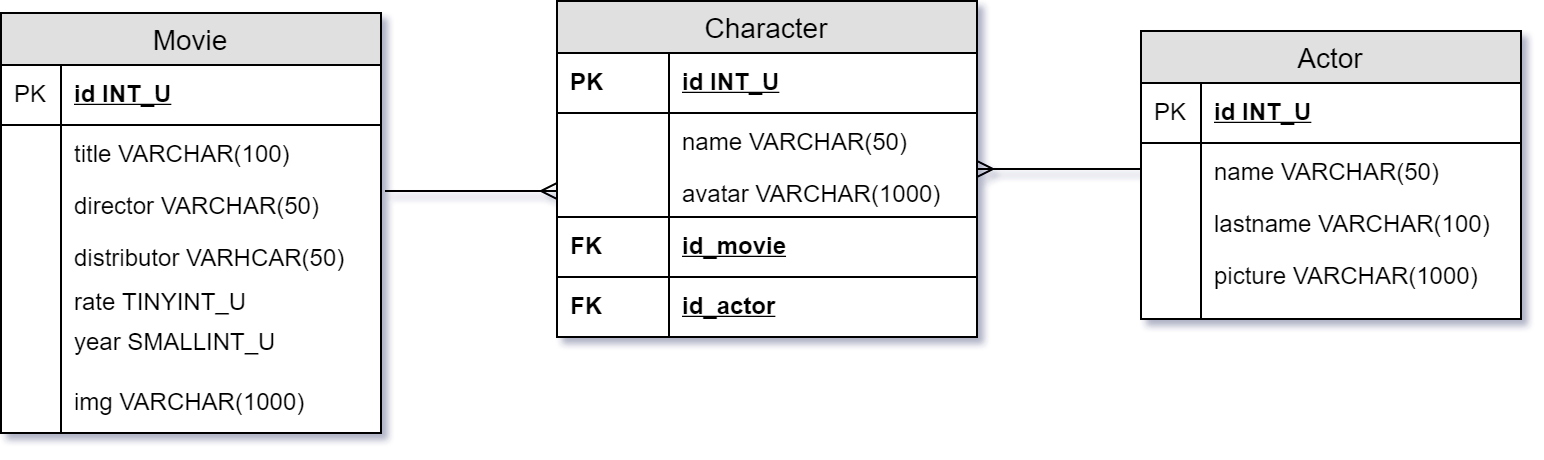 Movie
PK id INT_U
title VARCHAR(100)
director VARCHAR(50)
distributor VARHCAR(50)
rate TINYINT_U
year SMALLINT_U
img VARCHAR(1000)
Character
PK id INT_U
name VARCHAR(50)
avatar VARCHAR(1000)
FK id_movie
FK id_actor
Actor
PK id INT_U
name VARCHAR(50)
lastname VARCHAR(100)
picture VARCHAR(1000)